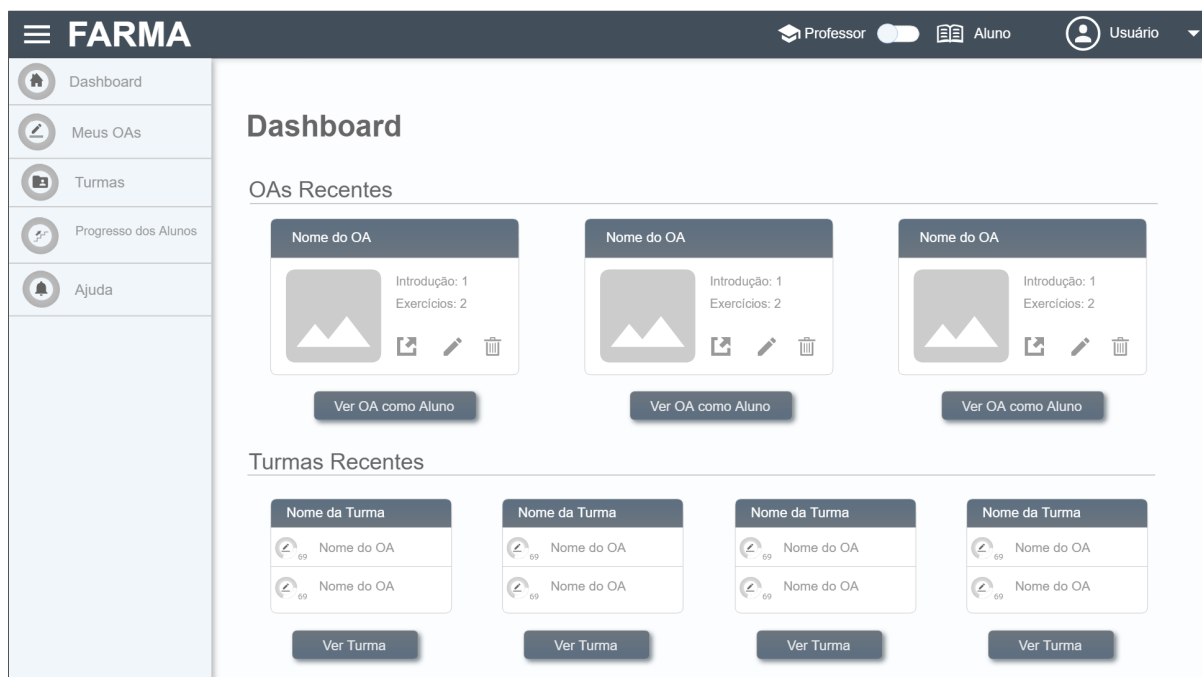 FARMA
Professor
Aluno
Usuário
Dashboard
Meus OAs
Turmas
Progresso dos Alunos
Ajuda
Dashboard
OAs Recentes
Nome do OA
Introdução: 1
Exercícios: 2
Ver OA como Aluno
Nome do OA
Introdução: 1
Exercícios: 2
Ver OA como Aluno
Nome do OA
Introdução: 1
Exercícios: 2
Ver OA como Aluno
Turmas Recentes
Nome da Turma
69 Nome do OA
69 Nome do OA
Ver Turma
Nome da Turma
69 Nome do OA
69 Nome do OA
Ver Turma
Nome da Turma
69 Nome do OA
69 Nome do OA
Ver Turma
Nome da Turma
69 Nome do OA
69 Nome do OA
Ver Turma